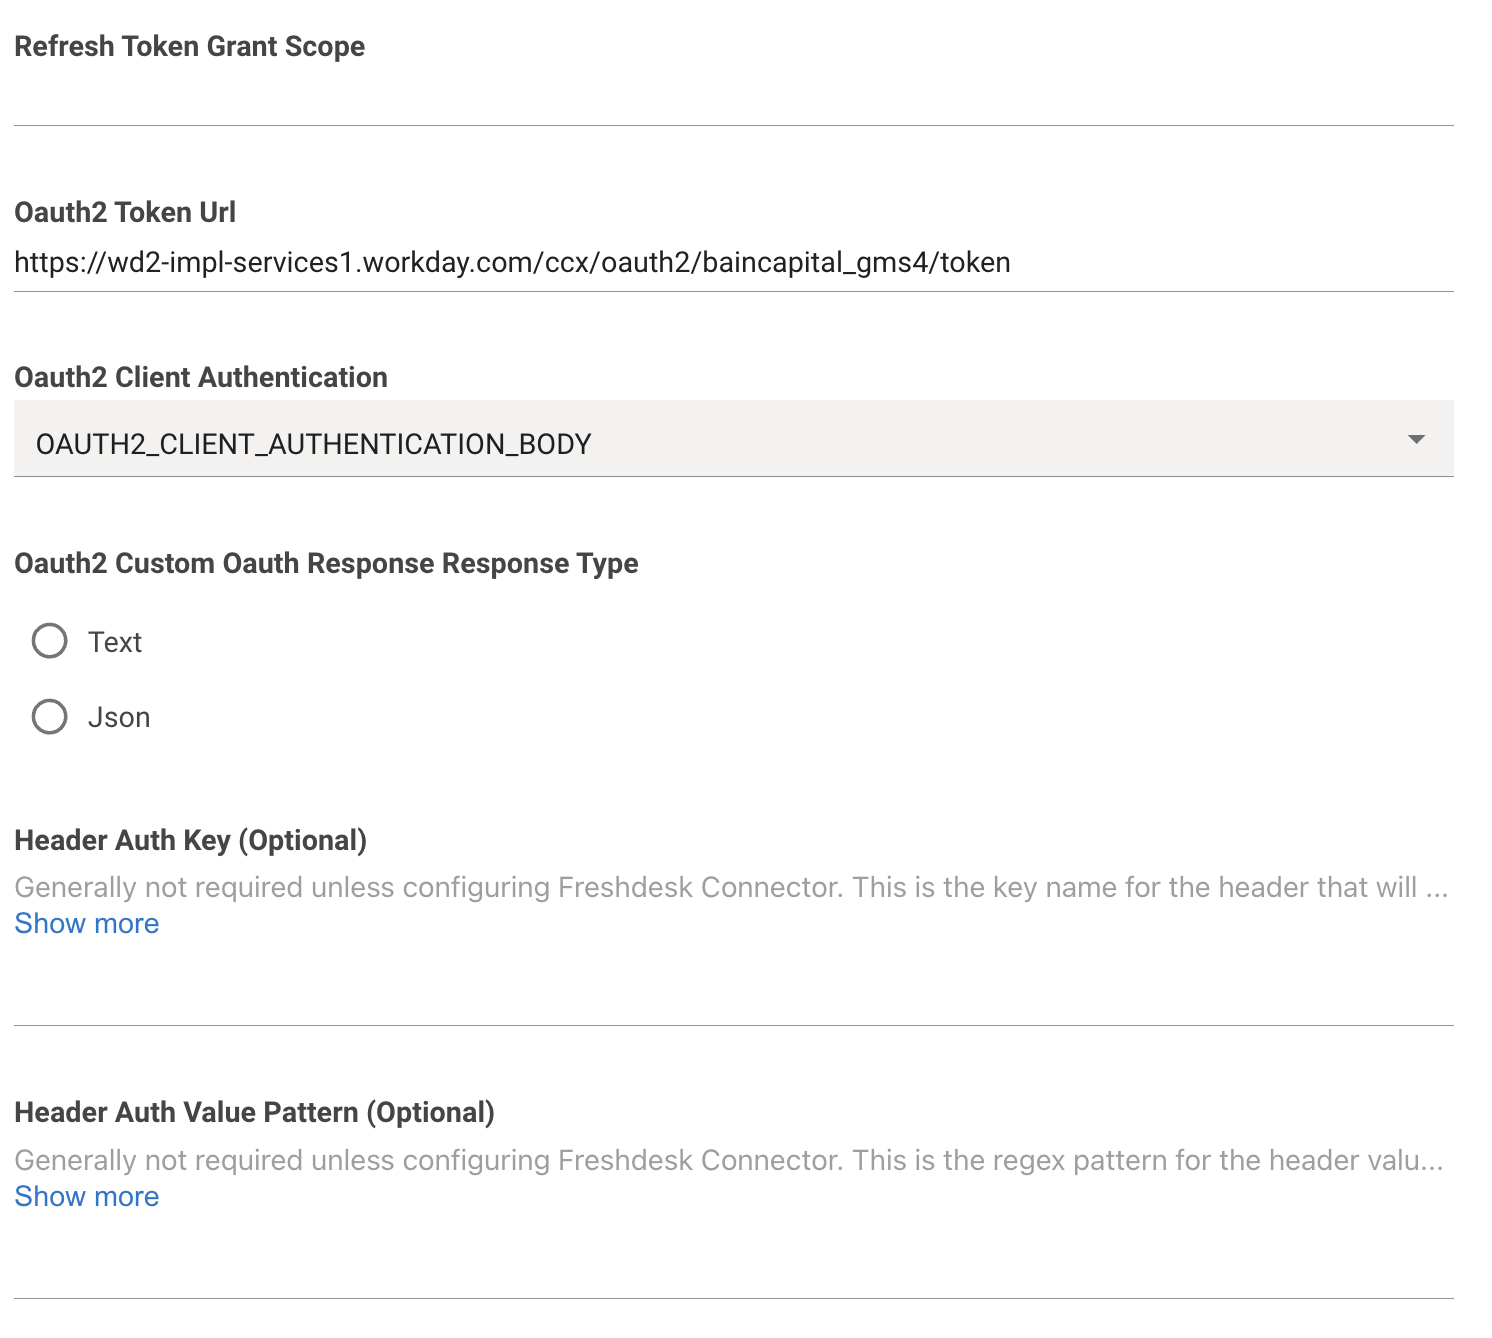 Refresh Token Grant Scope
Oauth2 Token Url
https://wd2-impl-services1.workday.com/ccx/oauth2/baincapital_gms4/token
Oauth2 Client Authentication
OAUTH2_CLIENT_AUTHENTICATION_BODY
Oauth2 Custom Oauth Response Response Type
Text
Json
Header Auth Key (Optional)
Generally not required unless configuring Freshdesk Connector. This is the key name for the header that will ...
Show more
Header Auth Value Pattern (Optional)
Generally not required unless configuring Freshdesk Connector. This is the regex pattern for the header valu...
Show more